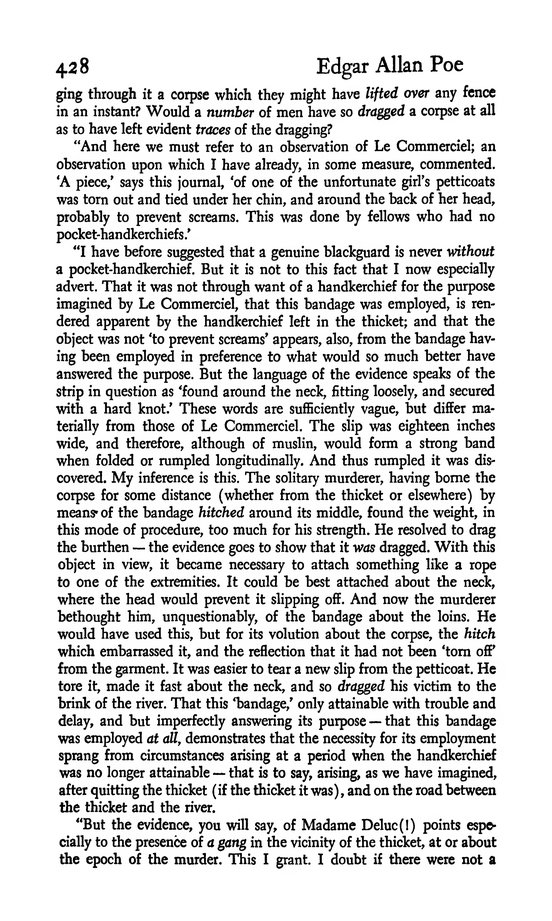 428 Edgar Allan Poe
ging through it a corpse which they might have lifted over any fence
in an instant? Would a number of men have so dragged a corpse at all
as to have left evident traces of the dragging?
“And here we must refer to an observation of Le Commerciel; an
observation upon which I have already, in some measure, commented.
‘A piece,’ says this journal, ‘of one of the unfortunate girl’s petticoats
was torn out and tied under her chin, and around the back of her head,
probably to prevent screams. This was done by fellows who had no
pocket-handkerchiefs.’
“I have before suggested that a genuine blackguard is never without
a pocket-handkerchief. But it is not to this fact that I now especially
advert. That it was not through want of a handkerchief for the purpose
imagined by Le Commerciel, that this bandage was employed, is ren-
dered apparent by the handkerchief left in the thicket; and that the
object was not ‘to prevent screams’ appears, also, from the bandage hav-
ing been employed in preference to what would so much better have
answered the purpose. But the language of the evidence speaks of the
strip in question as ‘found around the neck, fitting loosely, and secured
with a hard knot.’ These words are sufficiently vague, but differ ma-
terially from those of Le Commerciel. The slip was eighteen inches
wide, and therefore, although of muslin, would form a strong band
when folded or rumpled longitudinally. And thus rumpled it was dis-
covered. My inference is this. The solitary murderer, having borne the
corpse for some distance (whether from the thicket or elsewhere) by
means of the bandage hitched around its middle, found the weight, in
this mode of procedure, too much for his strength. He resolved to drag
the burthen — the evidence goes to show that it was dragged. With this
object in view, it became necessary to attach something like a rope
to one of the extremities. It could be best attached about the neck,
where the head would prevent it slipping off. And now the murderer
bethought him, unquestionably, of the bandage about the loins. He
would have used this, but for its volution about the corpse, the hitch
which embarrassed it, and the reflection that it had not been ‘torn off’
from the garment. It was easier to tear a new slip from the petticoat. He
tore it, made it fast about the neck, and so dragged his victim to the
brink of the river. That this ‘bandage,’ only attainable with trouble and
delay, and but imperfectly answering its purpose — that this bandage
was employed at all, demonstrates that the necessity for its employment
sprang from circumstances arising at a period when the handkerchief
was no longer attainable — that is to say, arising, as we have imagined,
after quitting the thicket (if the thicket it was), and on the road between
the thicket and the river.
“But the evidence, you will say, of Madame Deluc(!) points espe-
cially to the presence of a gang in the vicinity of the thicket, at or about
the epoch of the murder. This I grant. I doubt if there were not a